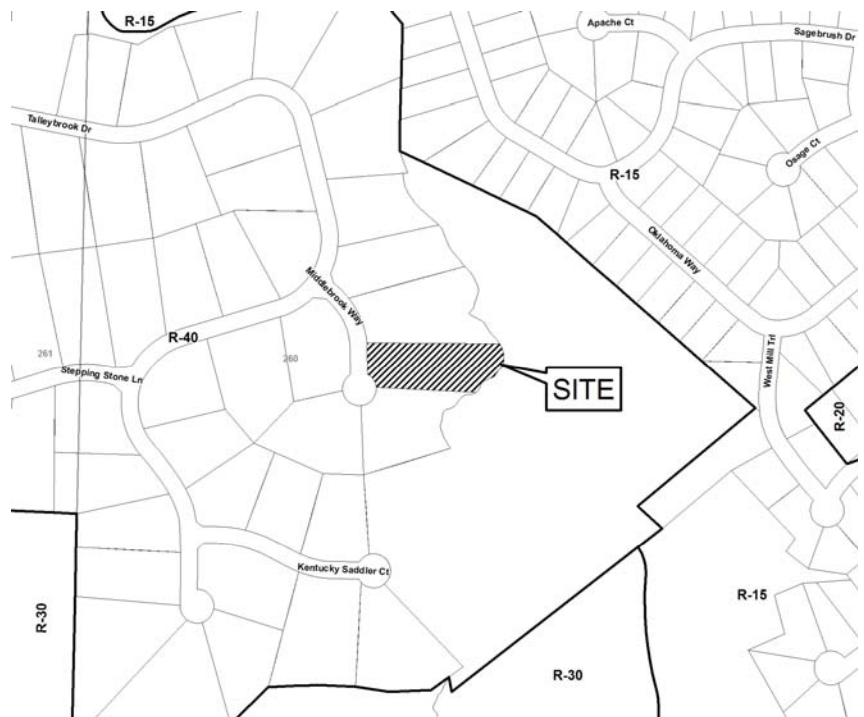 R-15
Apache Ct
Sagebrush Dr
Talleybrook Dr
Osage Ct
R-15
Oklahoma Way
Middlebrook Way
R-40
261
260
Stepping Stone Ln
SITE
West Mill Trl
R-20
Kentucky Saddler Ct
R-30
R-15
R-30